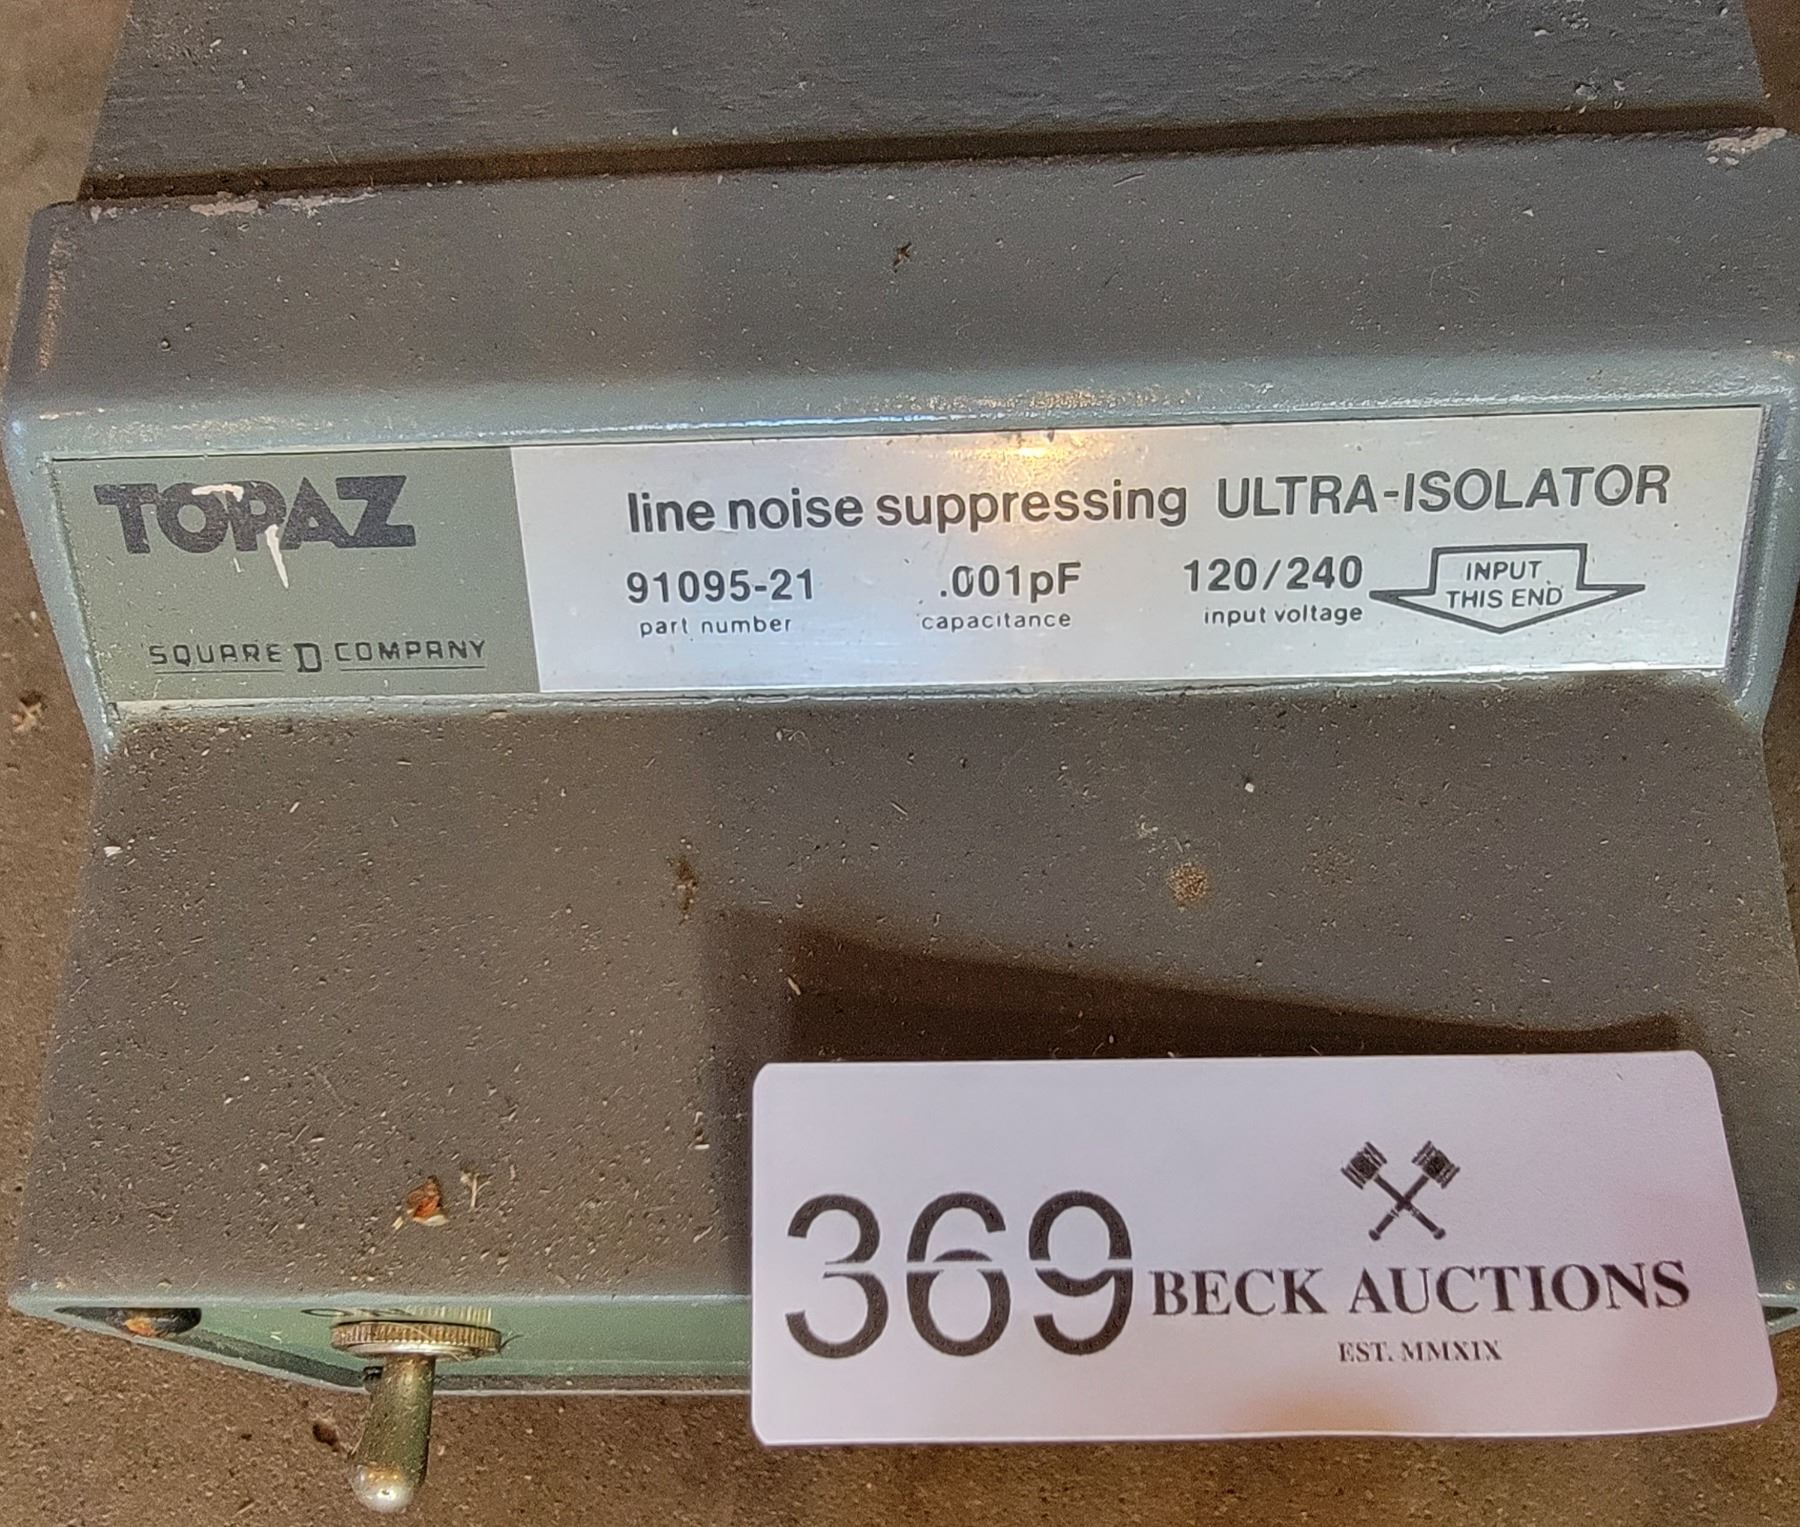 TOPAZ
SQUARE D COMPANY
line noise suppressing ULTRA-ISOLATOR
91095-21 .001pF 120/240
part number capacitance input voltage
INPUT
THIS END
369
BECK AUCTIONS
EST. MMXIX